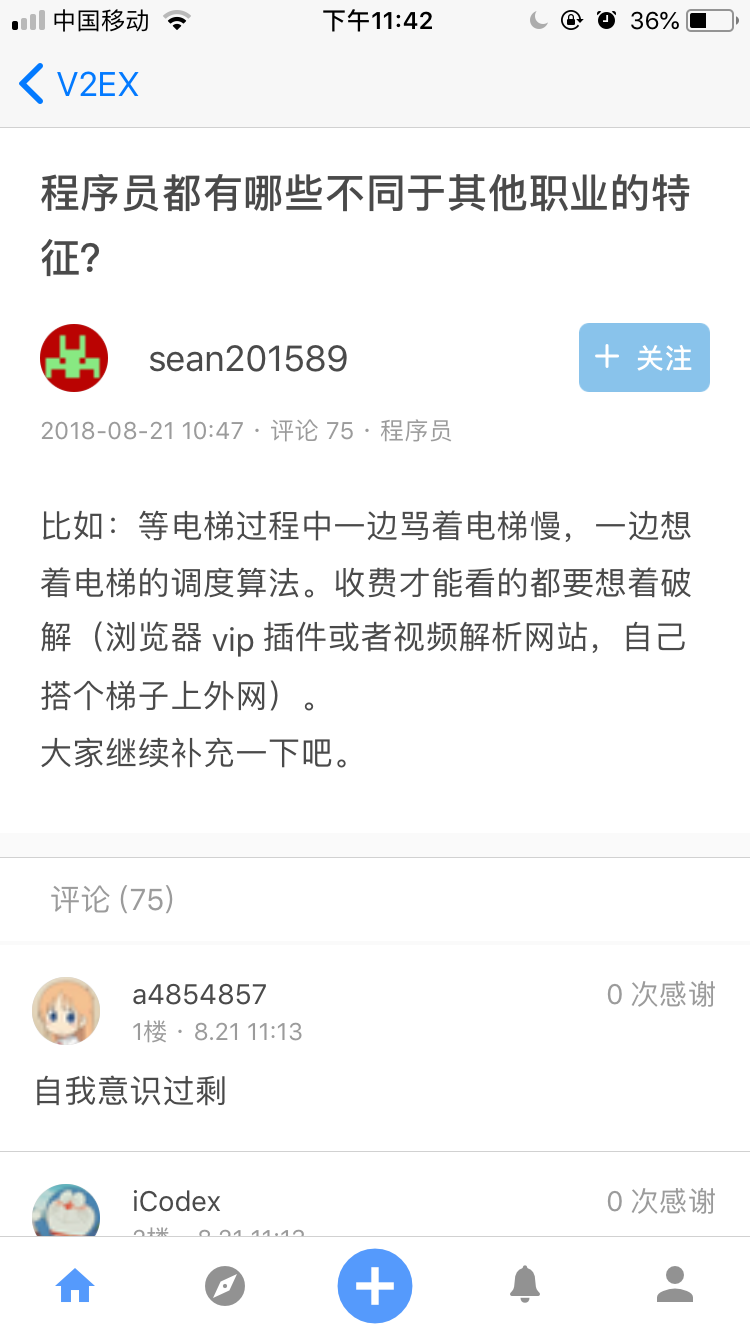 中国移动 下午11:42 36%
V2EX
程序员都有哪些不同于其他职业的特
征?
sean201589
+ 关注
2018-08-21 10:47 · 评论 75 · 程序员
比如：等电梯过程中一边骂着电梯慢，一边想
着电梯的调度算法。收费才能看的都要想着破
解（浏览器 vip 插件或者视频解析网站，自己
搭个梯子上外网）。
大家继续补充一下吧。
评论 (75)
a4854857 0 次感谢
1楼 · 8.21 11:13
自我意识过剩
iCodex 0 次感谢